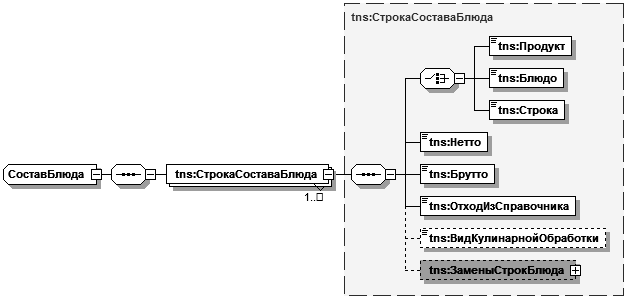 tns:СтрокаСоставаБлюда
tns:Продукт
tns:Блюдо
tns:Строка
СоставБлюда
tns:СтрокаСоставаБлюда
1..□
tns:Нетто
tns:Брутто
tns:ОтходИзСправочника
tns:ВидКулинарнойОбработки
tns:ЗаменыСтрокБлюда